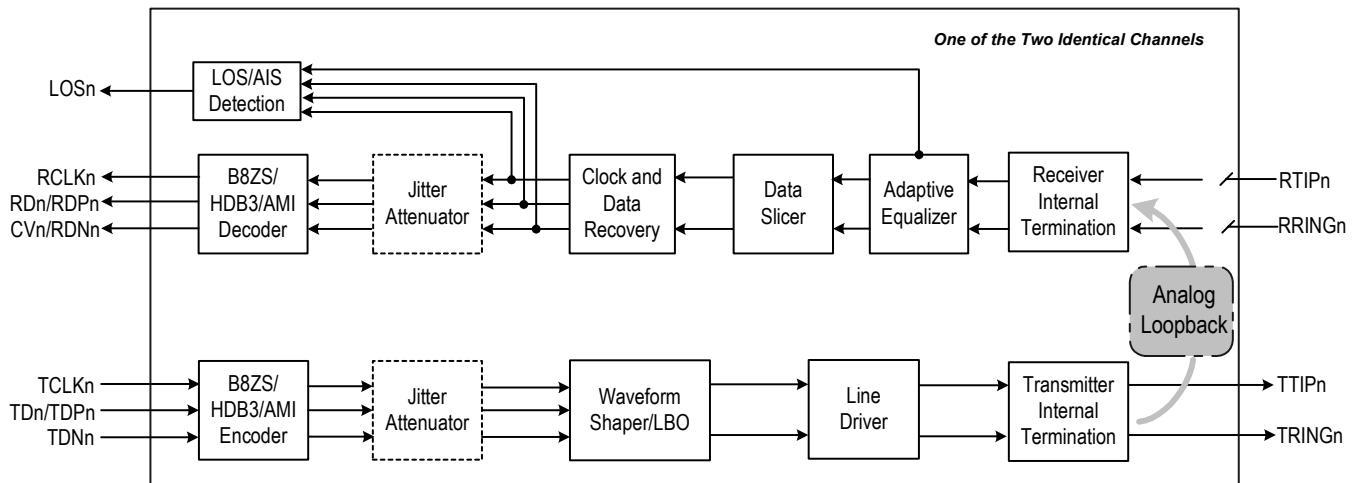 One of the Two Identical Channels
LOSn
LOS/AIS
Detection
RCLKn
RDn/RDPn
CVn/RDNn
B8ZS/
HDB3/AMI
Decoder
Jitter
Attenuator
Clock and
Data
Recovery
Data
Slicer
Adaptive
Equalizer
Receiver
Internal
Termination
RTIPn
RRINGn
Analog
Loopback
TCLKn
TDn/TDPn
TDNn
B8ZS/
HDB3/AMI
Encoder
Jitter
Attenuator
Waveform
Shaper/LBO
Line
Driver
Transmitter
Internal
Termination
TTIPn
TRINGn